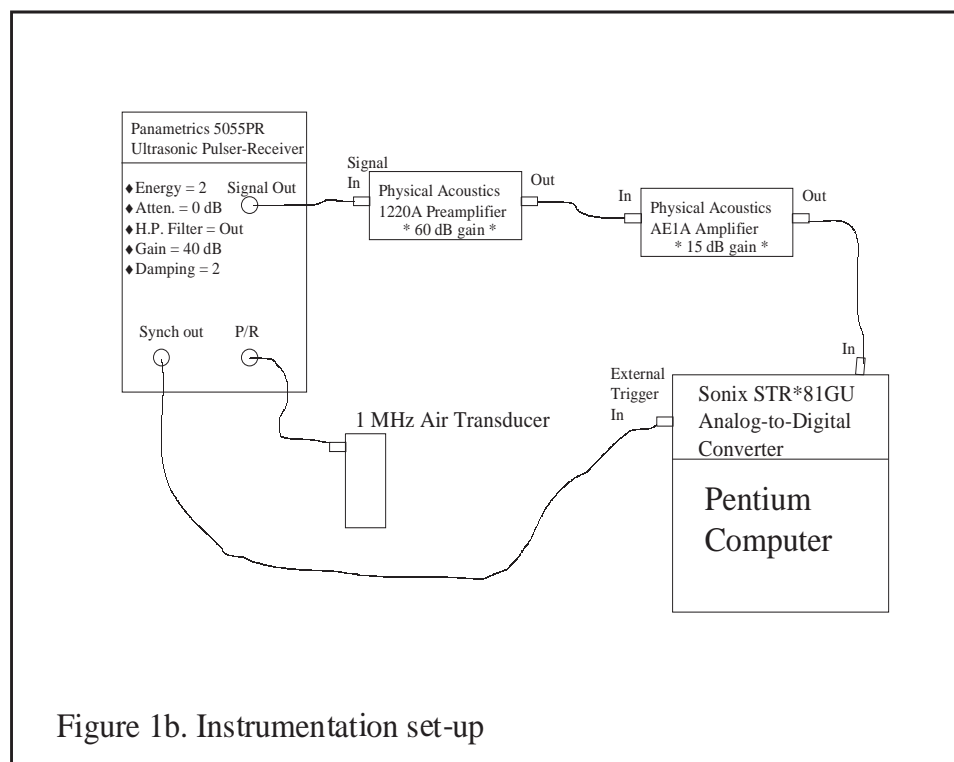 Panametrics 5055PR
Ultrasonic Pulser-Receiver
♦Energy = 2
♦Atten. = 0 dB
♦H.P. Filter = Out
♦Gain = 40 dB
♦Damping = 2
Signal Out
Synch out
P/R
Signal
In
Physical Acoustics
1220A Preamplifier
* 60 dB gain *
Out
In
Physical Acoustics
AE1A Amplifier
* 15 dB gain *
Out
In
External
Trigger
In
Sonix STR*81GU
Analog-to-Digital
Converter
Pentium
Computer
1 MHz Air Transducer
Figure 1b. Instrumentation set-up